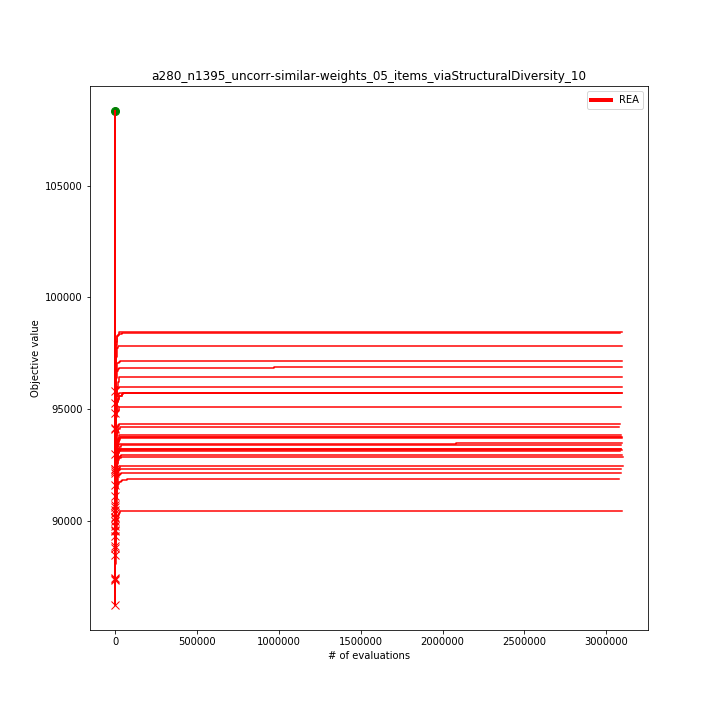 a280_n1395_uncorr-similar-weights_05_items_viaStructuralDiversity_10
REA
105000
100000
95000
90000
Objective value
0 500000 1000000 1500000 2000000 2500000 3000000
# of evaluations